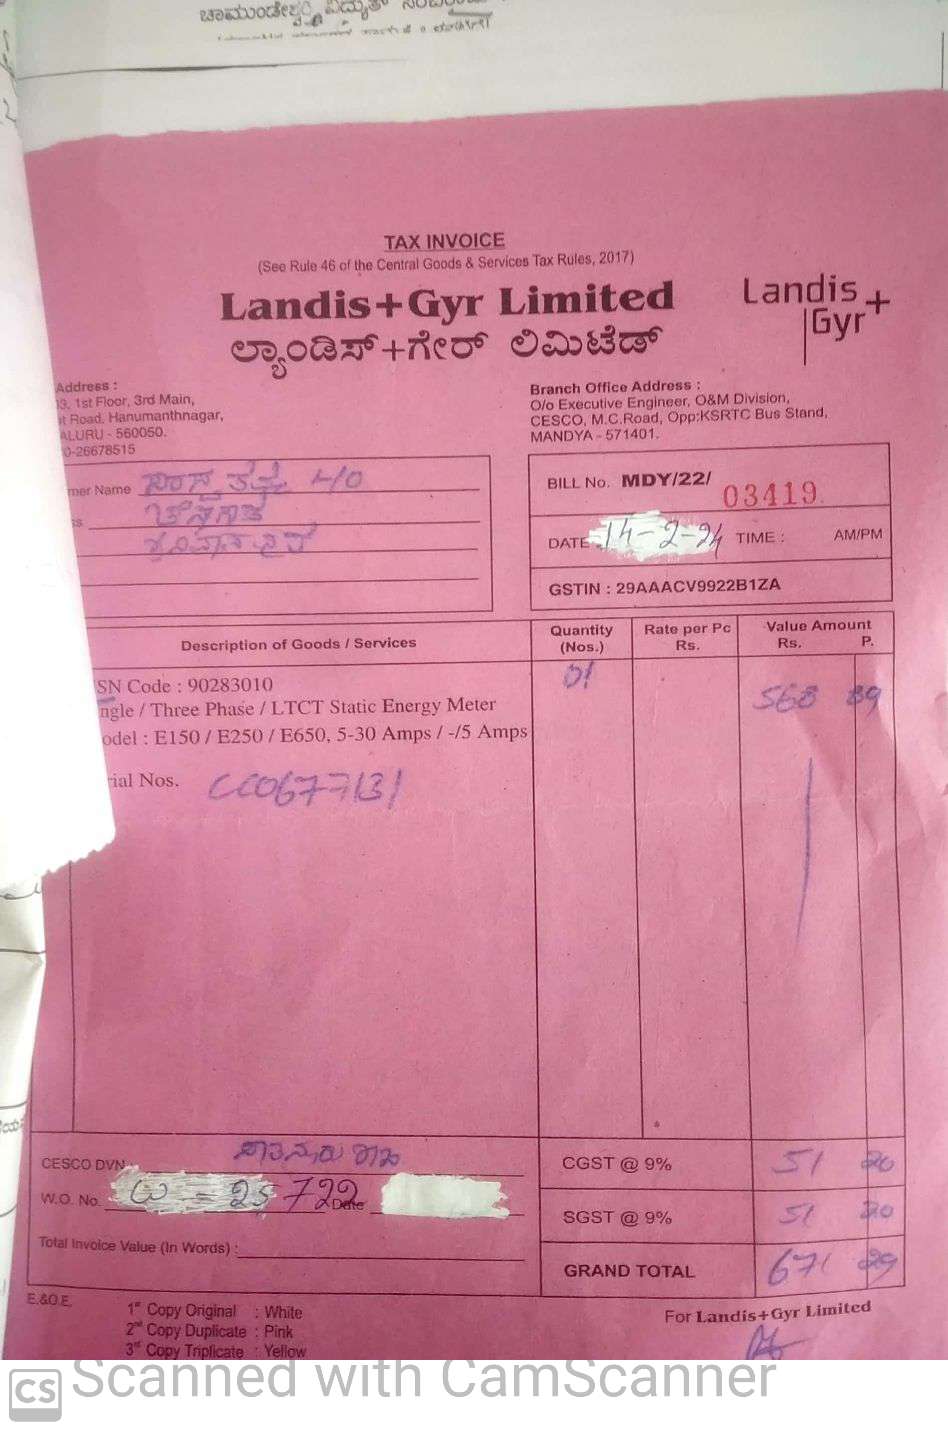 ಚಾಮುಂಡೇಶ್ವರಿ ವಿದ್ಯುತ್
TAX INVOICE
(See Rule 46 of the Central Goods & Services Tax Rules, 2017)
Landis+Gyr Limited
ಲ್ಯಾಂಡಿಸ್+ಗೇರ್ ಲಿಮಿಟೆಡ್
Landis+
Gyr
Address :
3, 1st Floor, 3rd Main,
t Road, Hanumanthnagar,
ALURU - 560050.
0-26678515
Branch Office Address :
O/o Executive Engineer, O&M Division,
CESCO, M.C.Road, Opp:KSRTC Bus Stand,
MANDYA - 571401.
mer Name
ss
BILL No. MDY/22/ 03419
DATE 14-2-24 TIME : AM/PM
GSTIN : 29AAACV9922B1ZA
Description of Goods / Services
Quantity (Nos.)
Rate per Pc Rs.
Value Amount
Rs. P.
SN Code : 90283010
01
568 89
ngle / Three Phase / LTCT Static Energy Meter
odel : E150 / E250 / E650, 5-30 Amps / -/5 Amps
rial Nos. CC0677131
CESCO DVN
CGST @ 9% 51 20
W.O. No. 25 722 Date
SGST @ 9% 51 20
Total Invoice Value (In Words) :
GRAND TOTAL 671 29
E.&O.E.
1st Copy Original : White
2nd Copy Duplicate : Pink
3rd Copy Triplicate : Yellow
For Landis+Gyr Limited
CS Scanned with CamScanner